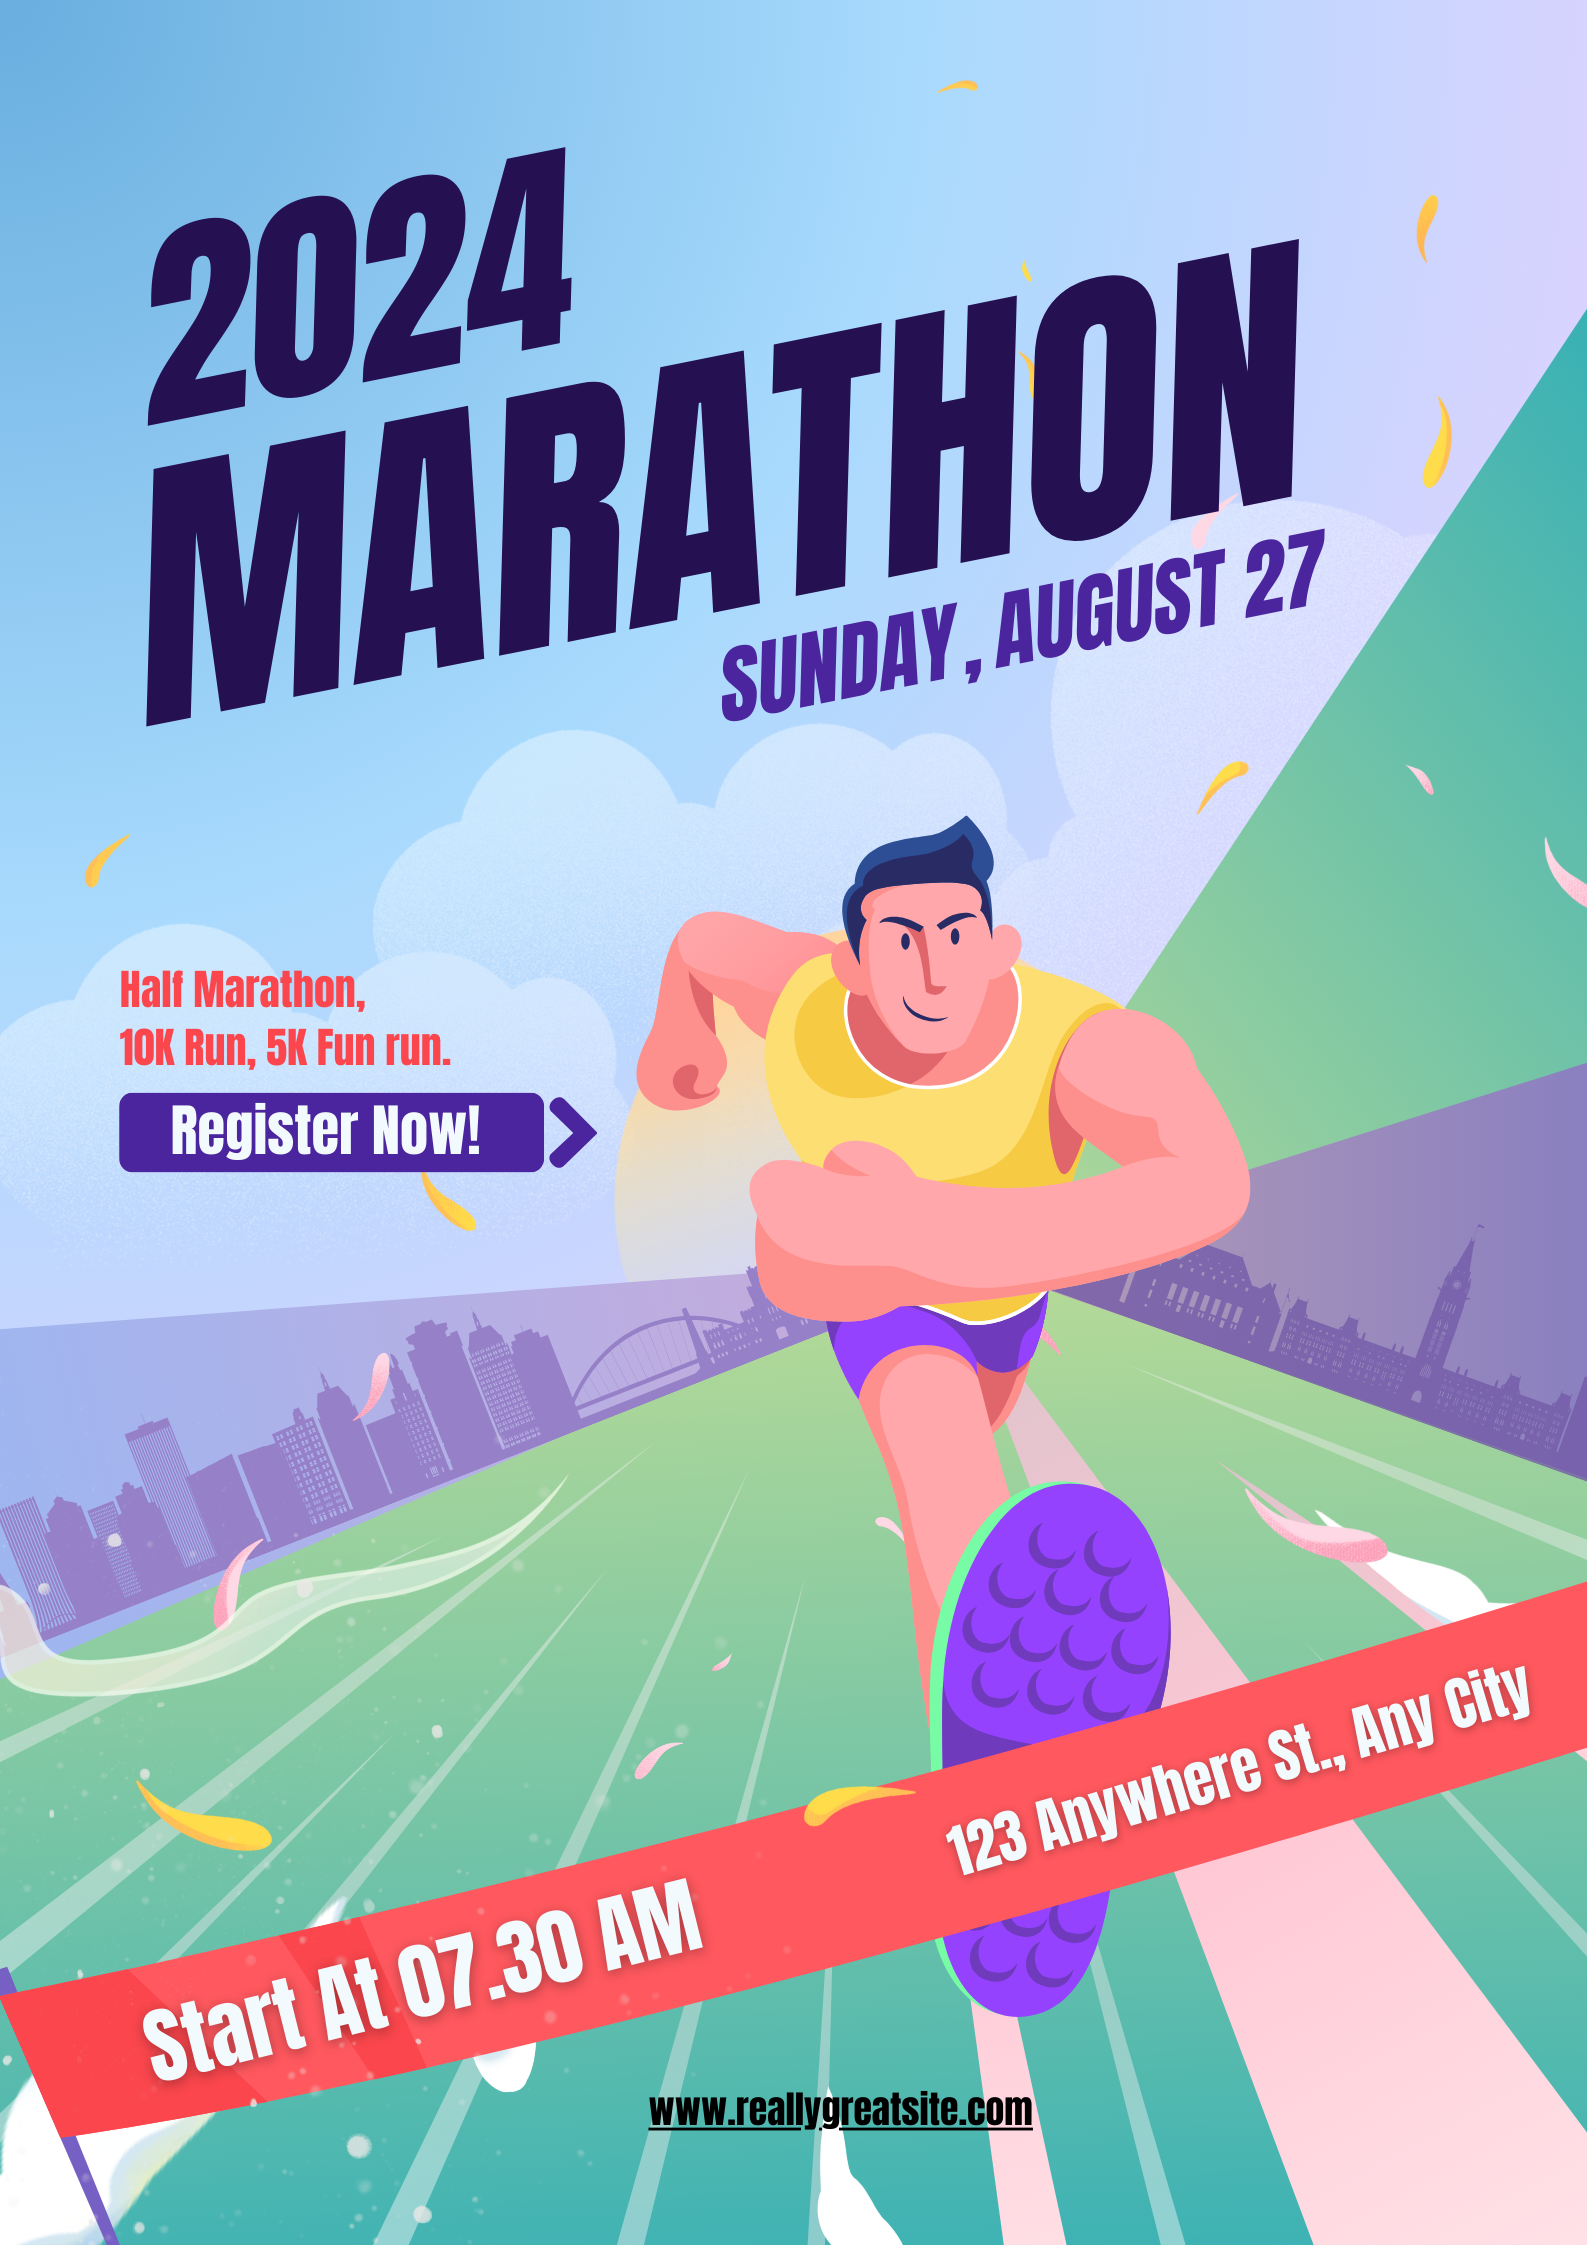 2024
MARATHON
SUNDAY, AUGUST 27
Half Marathon,
10K Run, 5K Fun run.
Register Now!
123 Anywhere St., Any City
Start At 07.30 AM
www.reallygreatsite.com